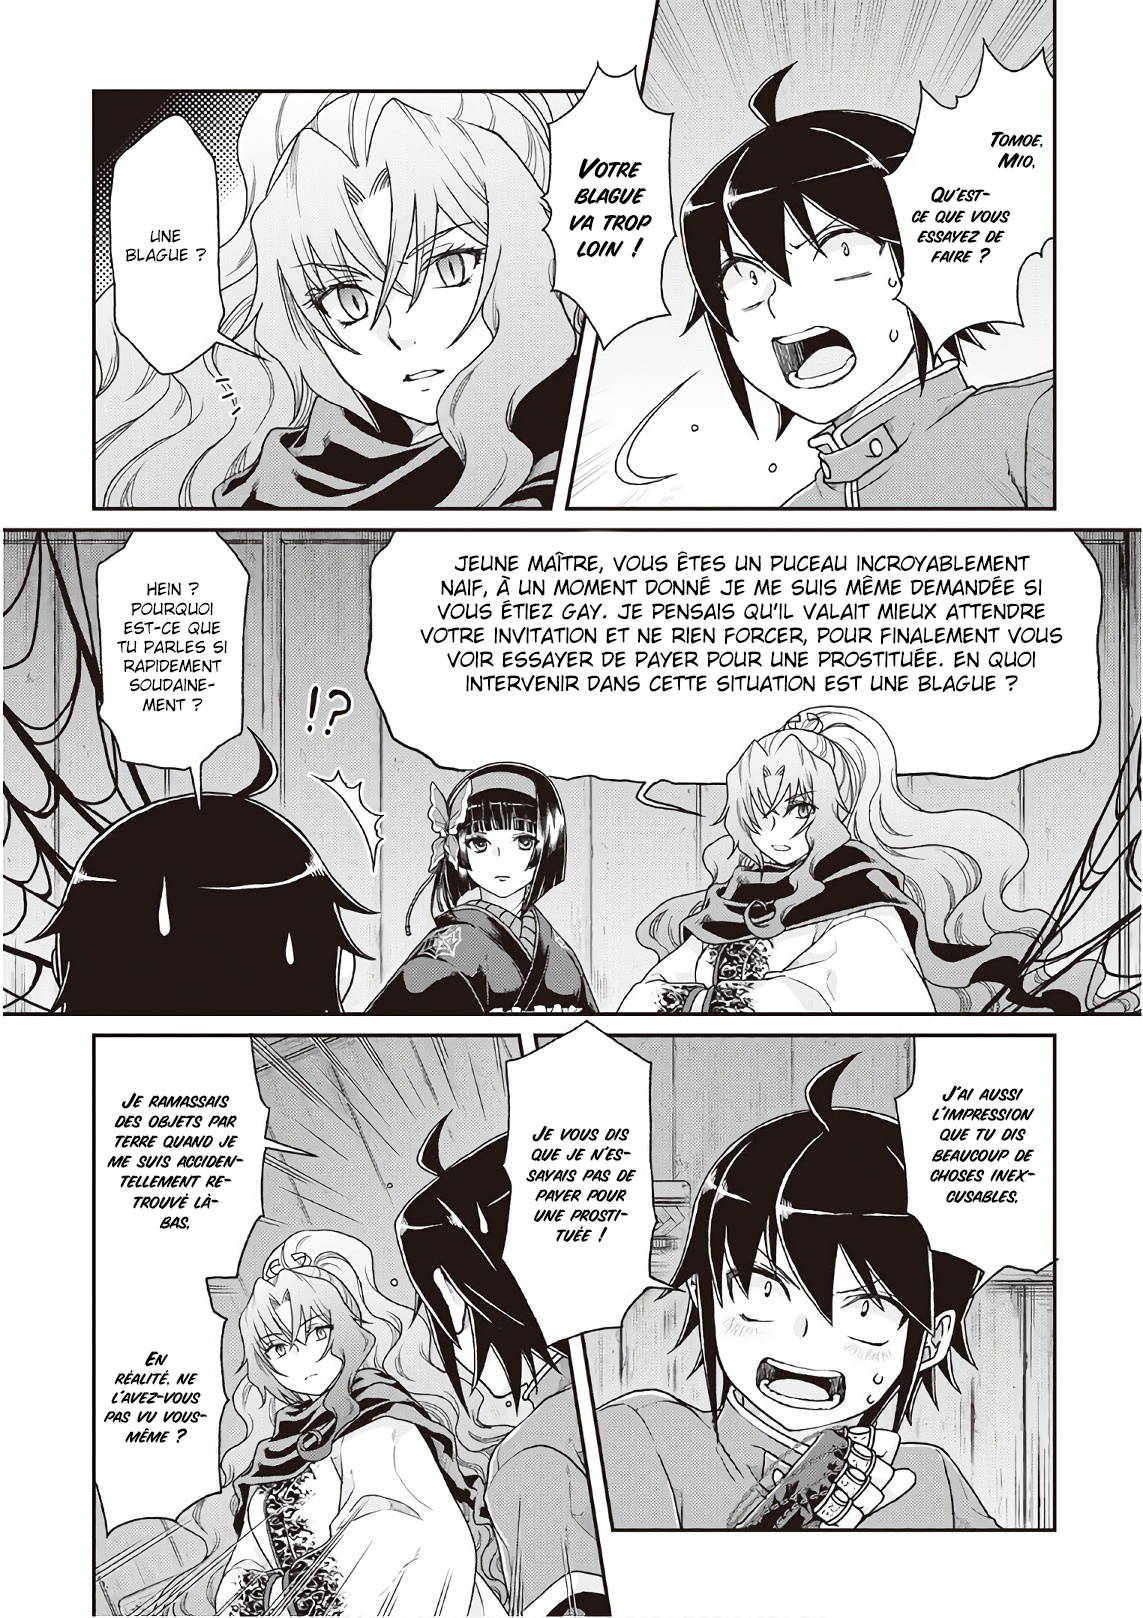 TOMOE,
MIO,
QU'EST-
CE QUE VOUS
ESSAYEZ DE
FAIRE ?
VOTRE
BLAGUE
VA TROP
LOIN !
UNE
BLAGUE ?
JEUNE MAÎTRE, VOUS ÊTES UN PUCEAU INCROYABLEMENT
NAIF, À UN MOMENT DONNÉ JE ME SUIS MÊME DEMANDÉE SI
VOUS ÉTIEZ GAY. JE PENSAIS QU'IL VALAIT MIEUX ATTENDRE
VOTRE INVITATION ET NE RIEN FORCER, POUR FINALEMENT VOUS
VOIR ESSAYER DE PAYER POUR UNE PROSTITUÉE. EN QUOI
INTERVENIR DANS CETTE SITUATION EST UNE BLAGUE ?
!?
HEIN ?
POURQUOI
EST-CE QUE
TU PARLES SI
RAPIDEMENT
SOUDAINE-
MENT ?
J'AI AUSSI
L'IMPRESSION
QUE TU DIS
BEAUCOUP DE
CHOSES INEX-
CUSABLES.
JE VOUS DIS
QUE JE N'ES-
SAYAIS PAS DE
PAYER POUR
UNE PROSTI-
TUÉE !
JE RAMASSAIS
DES OBJETS PAR
TERRE QUAND JE
ME SUIS ACCIDEN-
TELLEMENT RE-
TROUVÉ LÀ-
BAS.
EN
RÉALITÉ, NE
L'AVEZ-VOUS
PAS VU VOUS-
MÊME ?